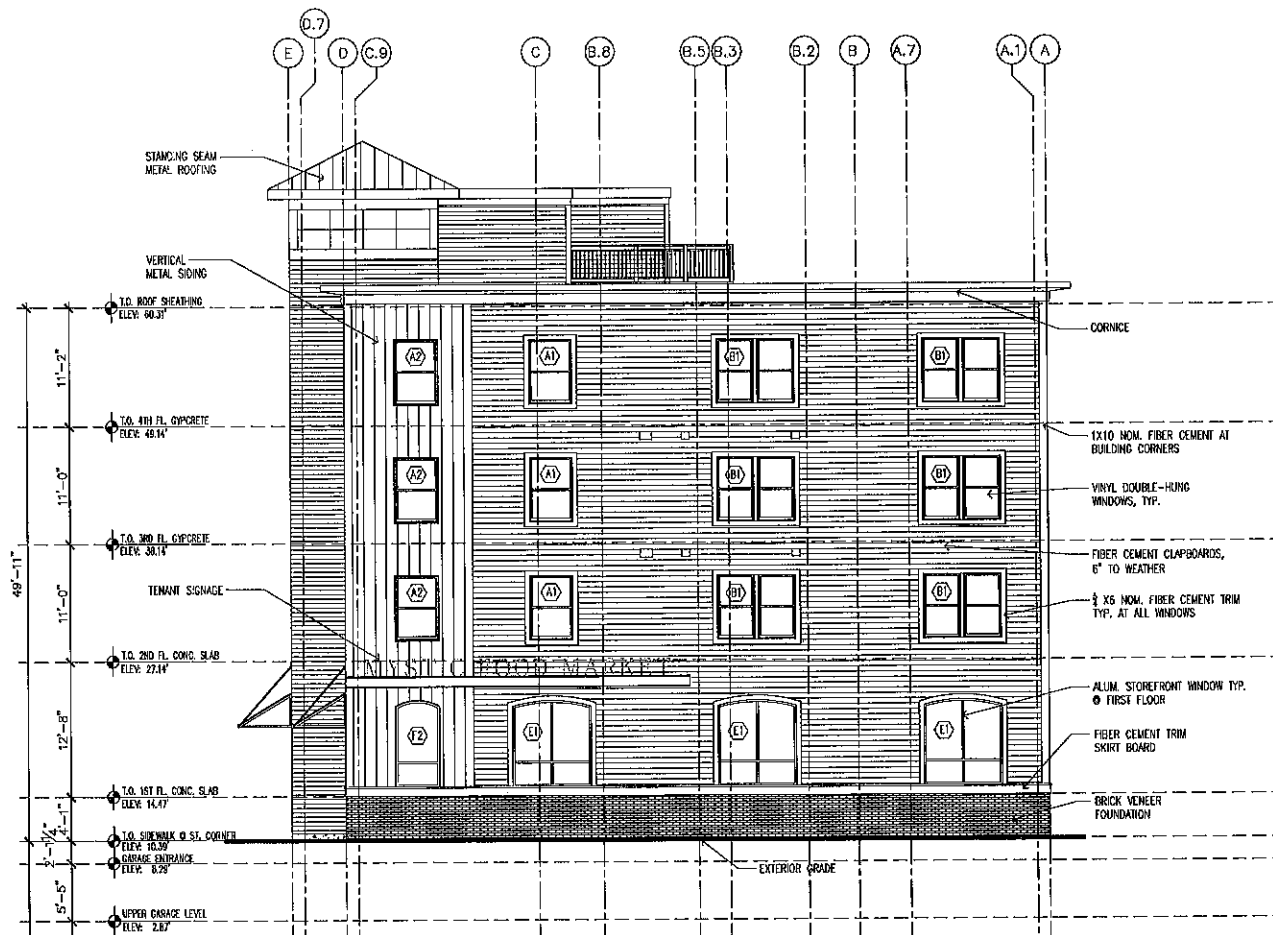 D.7
E
D
C.9
C
B.8
B.5
B.3
B.2
B
A.7
A.1
A
STANDING SEAM
METAL ROOFING
VERTICAL
METAL SIDING
T.O. ROOF SHEATHING
ELEV: 60.31'
CORNICE
A2
A1
B1
B1
11'-2"
T.O. 4TH FL. GYPCRETE
ELEV: 49.14'
1X10 NOM. FIBER CEMENT AT
BUILDING CORNERS
A2
A1
B1
B1
11'-0"
VINYL DOUBLE-HUNG
WINDOWS, TYP.
T.O. 3RD FL. GYPCRETE
ELEV: 38.14'
FIBER CEMENT CLAPBOARDS,
6" TO WEATHER
49'-11"
TENANT SIGNAGE
A2
A1
B1
B1
11'-0"
X6 NOM. FIBER CEMENT TRIM
TYP. AT ALL WINDOWS
T.O. 2ND FL. CONC. SLAB
ELEV: 27.14'
MYSTIC FOOD MARKET
ALUM. STOREFRONT WINDOW TYP.
@ FIRST FLOOR
12'-8"
F2
E1
E1
E1
FIBER CEMENT TRIM
SKIRT BOARD
T.O. 1ST FL. CONC. SLAB
ELEV: 14.47'
BRICK VENEER
FOUNDATION
4'-1"
T.O. SIDEWALK @ ST. CORNER
ELEV: 10.39'
2'-1 1/4"
GARAGE ENTRANCE
ELEV: 8.29'
EXTERIOR GRADE
5'-5"
UPPER GARAGE LEVEL
ELEV: 2.87'